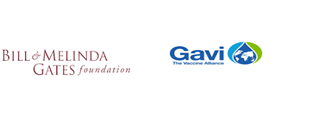 BILL & MELINDA
GATES foundation
Gavi
The Vaccine Alliance